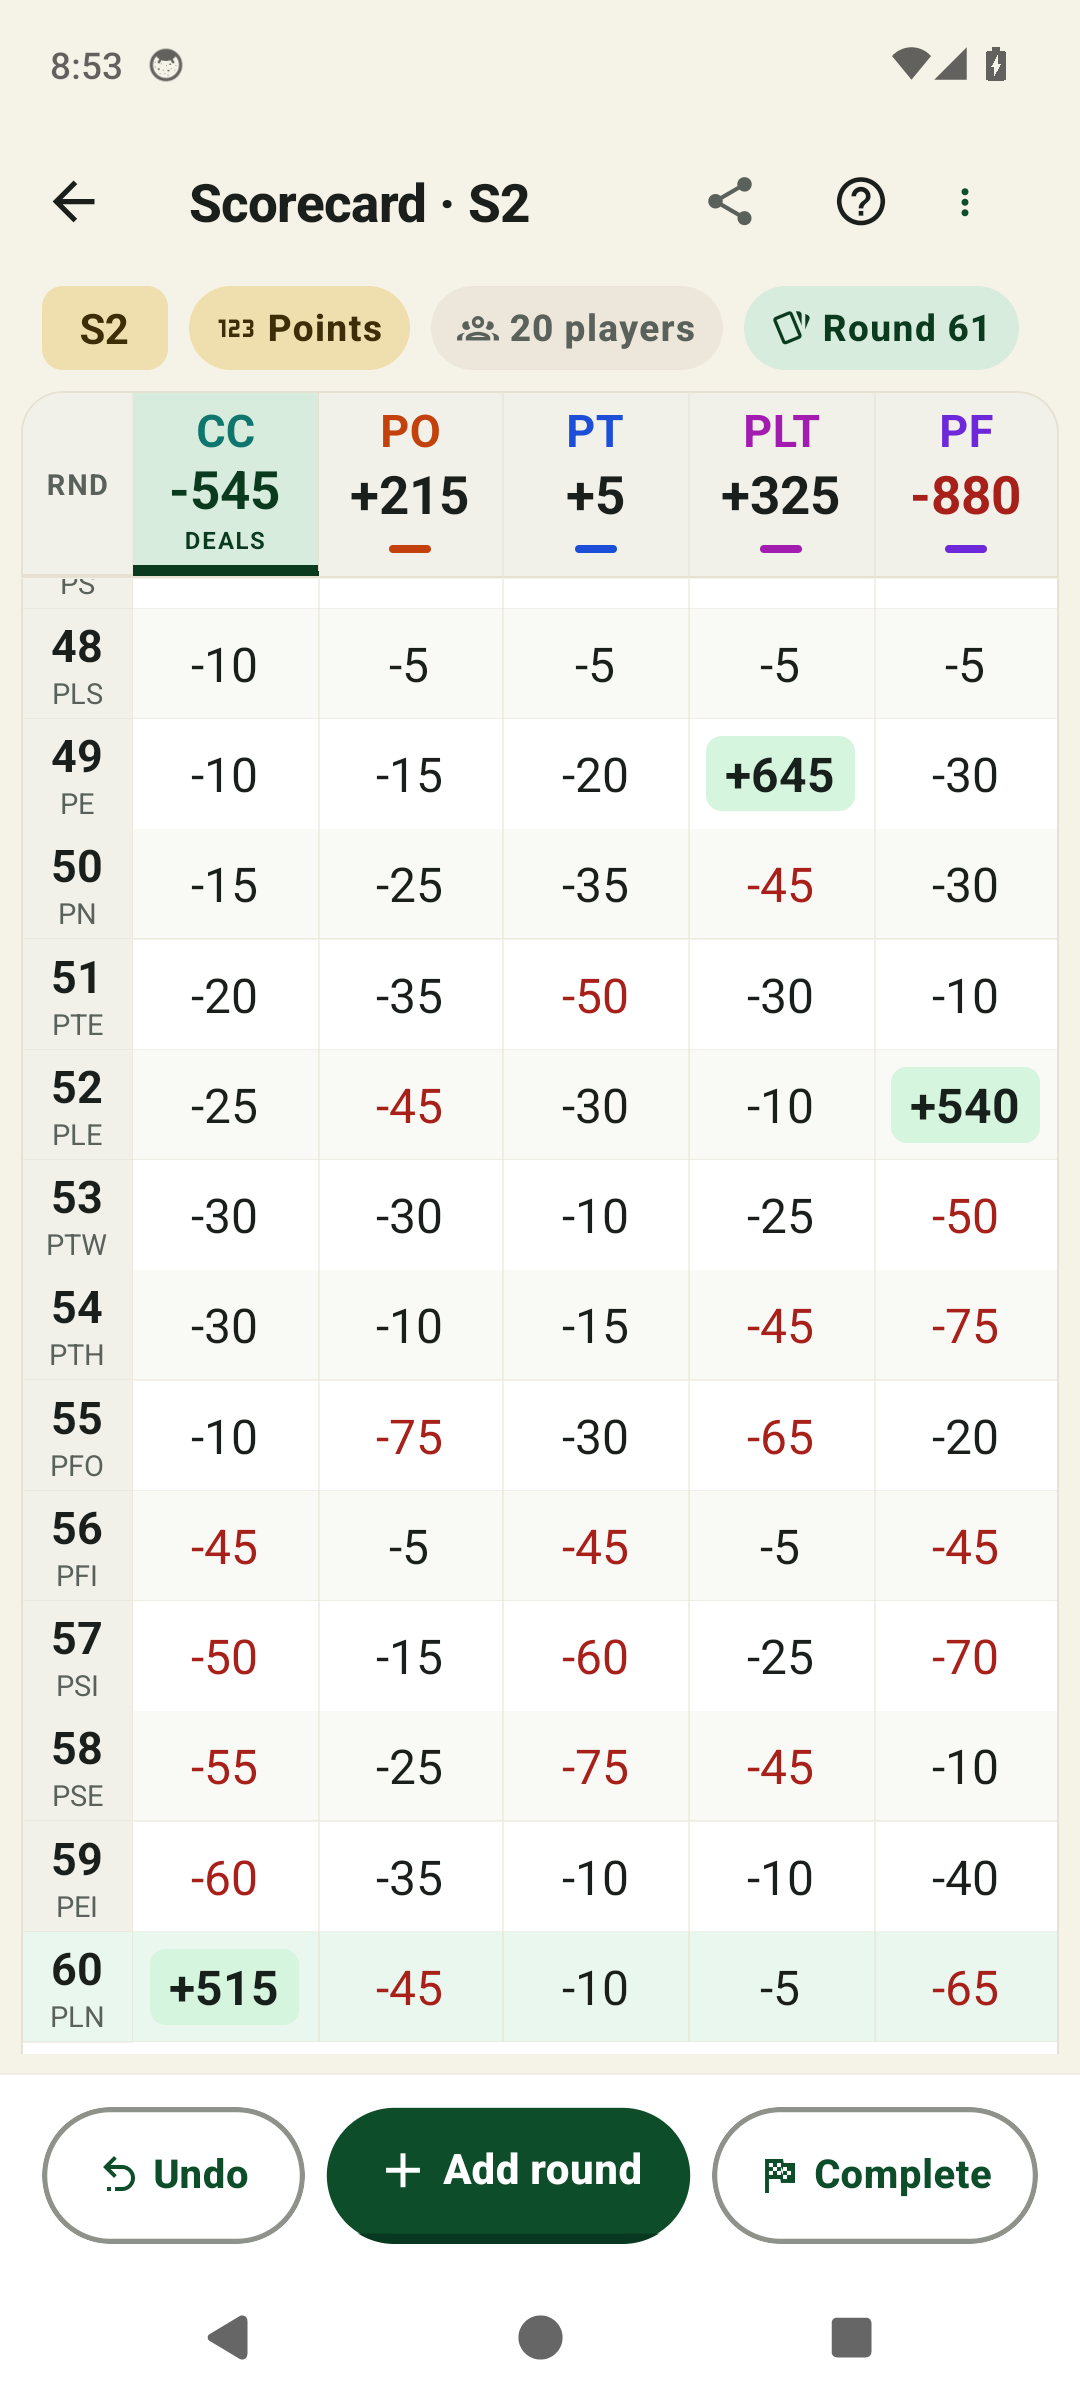 8:53
Scorecard · S2
S2
123 Points
20 players
Round 61
RND CC PO PT PLT PF
-545 +215 +5 +325 -880
DEALS
PS
48 PLS -10 -5 -5 -5 -5
49 PE -10 -15 -20 +645 -30
50 PN -15 -25 -35 -45 -30
51 PTE -20 -35 -50 -30 -10
52 PLE -25 -45 -30 -10 +540
53 PTW -30 -30 -10 -25 -50
54 PTH -30 -10 -15 -45 -75
55 PFO -10 -75 -30 -65 -20
56 PFI -45 -5 -45 -5 -45
57 PSI -50 -15 -60 -25 -70
58 PSE -55 -25 -75 -45 -10
59 PEI -60 -35 -10 -10 -40
60 PLN +515 -45 -10 -5 -65
Undo
+ Add round
Complete